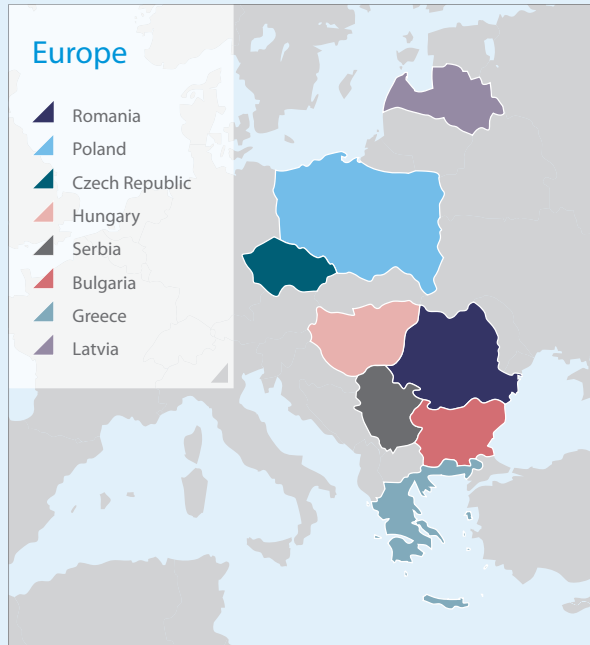 Europe
Romania
Poland
Czech Republic
Hungary
Serbia
Bulgaria
Greece
Latvia